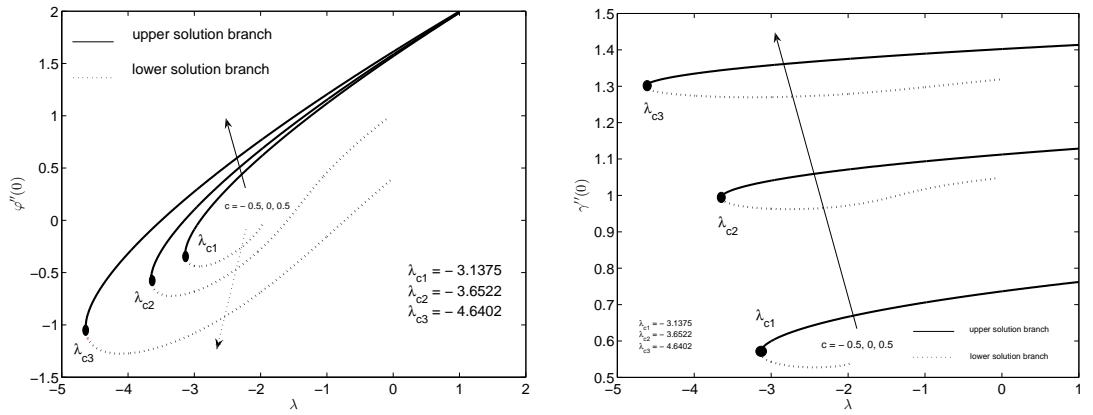 2
1.5
1
0.5
0
−0.5
−1
−1.5
−5
−4
−3
−2
−1
0
1
2
λ
φ′′(0)
upper solution branch
lower solution branch
c = − 0.5, 0, 0.5
λc1
λc2
λc3
λc1 = − 3.1375
λc2 = − 3.6522
λc3 = − 4.6402
1.5
1.4
1.3
1.2
1.1
1
0.9
0.8
0.7
0.6
0.5
−5
−4
−3
−2
−1
0
1
λ
γ′′(0)
λc3
λc2
λc1
λc1 = − 3.1375
λc2 = − 3.6522
λc3 = − 4.6402
c = − 0.5, 0, 0.5
upper solution branch
lower solution branch